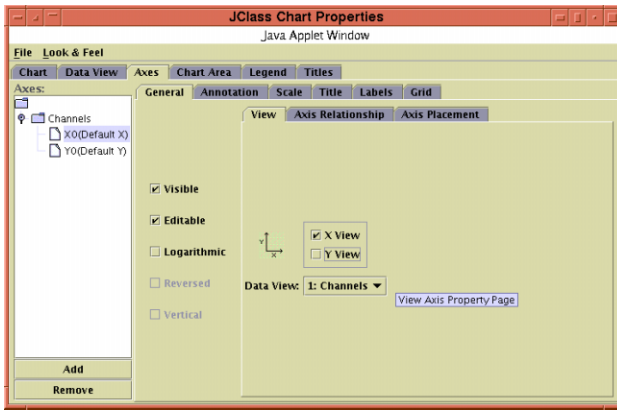 JClass Chart Properties
Java Applet Window
File Look & Feel
Chart Data View Axes Chart Area Legend Titles
Axes:
General Annotation Scale Title Labels Grid
View Axis Relationship Axis Placement
Channels
X0(Default X)
Y0(Default Y)
Visible
Editable
Logarithmic
Reversed
Vertical
Y
X
X View
Y View
Data View: 1: Channels
View Axis Property Page
Add
Remove